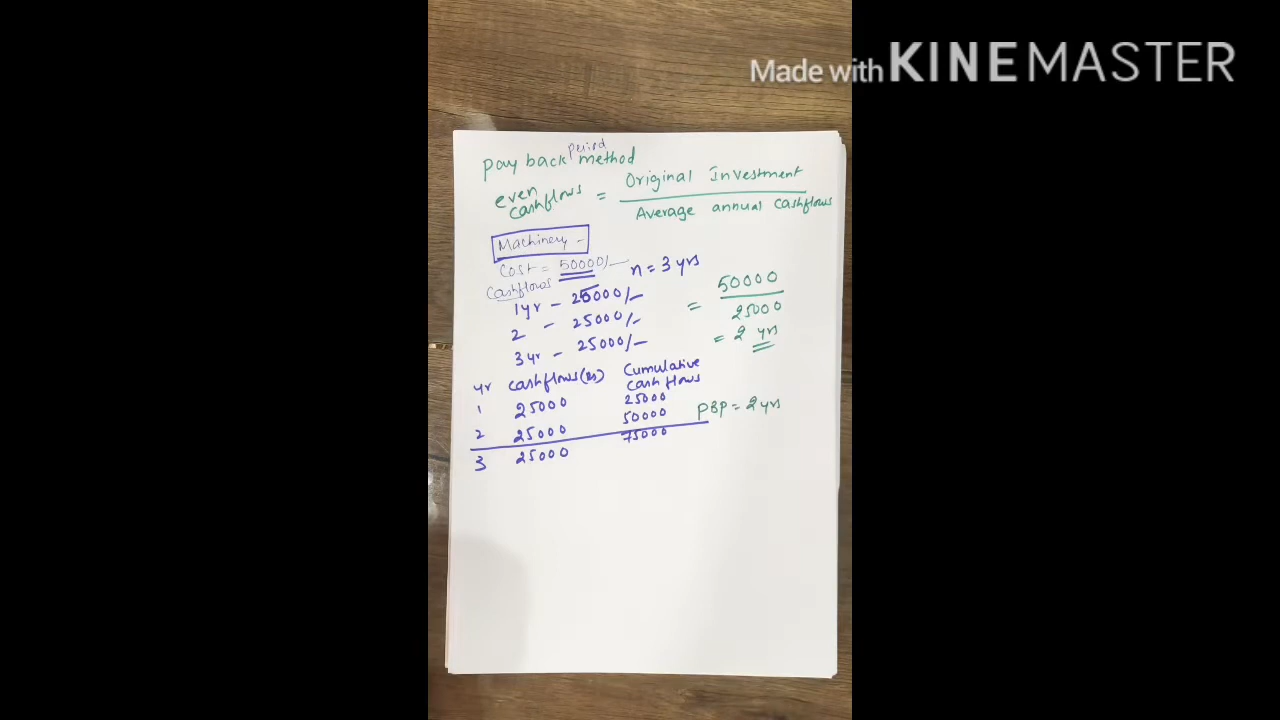 Made with KINEMASTER
pay back period method
even cashflows = Original Investment / Average annual cashflows
Machinery -
Cost = 50000/- n = 3 yrs
Cashflows
1yr - 25000/- = 50000 / 25000
2 - 25000/-
3 yr - 25000/- = 2 yrs
yr cashflows(Rs) Cumulative cash flows
1 25000 25000
2 25000 50000 PBP = 2 yrs
3 25000 75000